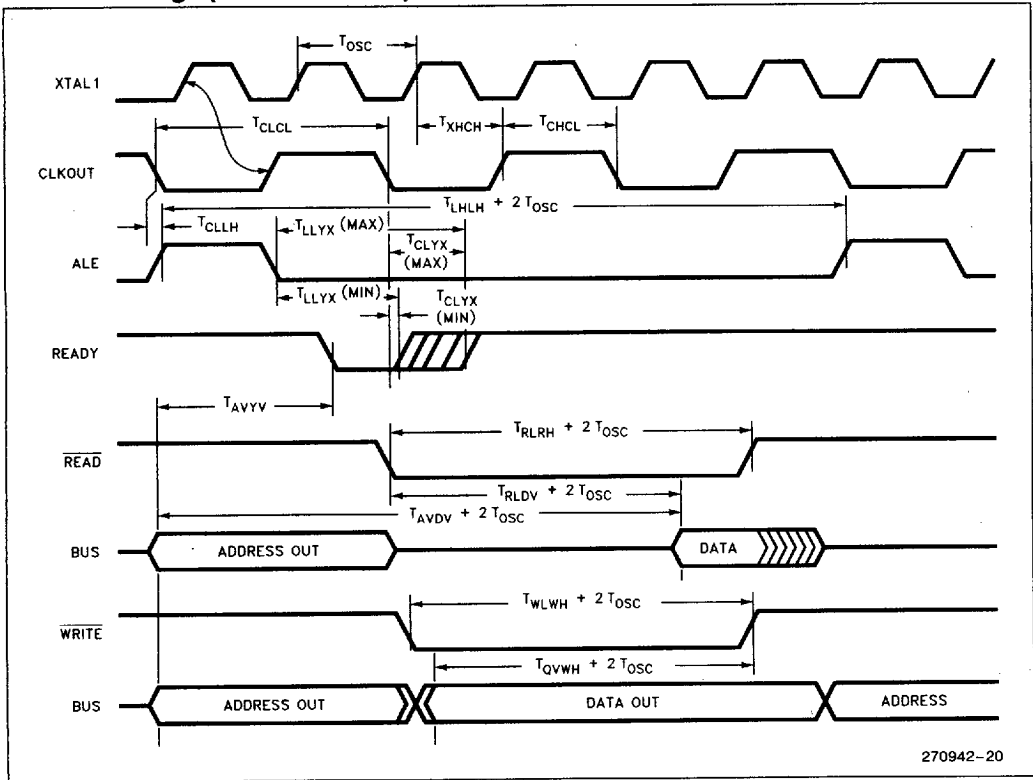 T_OSC
XTAL1
T_CLCL
T_XHCH
T_CHCL
CLKOUT
T_LHLH + 2 T_OSC
T_CLLH
T_LLYX (MAX)
T_CLYX
(MAX)
ALE
T_LLYX (MIN)
T_CLYX
(MIN)
READY
T_AVYV
T_RLRH + 2 T_OSC
READ
T_RLDV + 2 T_OSC
T_AVDV + 2 T_OSC
BUS
ADDRESS OUT
DATA
T_WLWH + 2 T_OSC
WRITE
T_QVWH + 2 T_OSC
BUS
ADDRESS OUT
DATA OUT
ADDRESS
270942-20